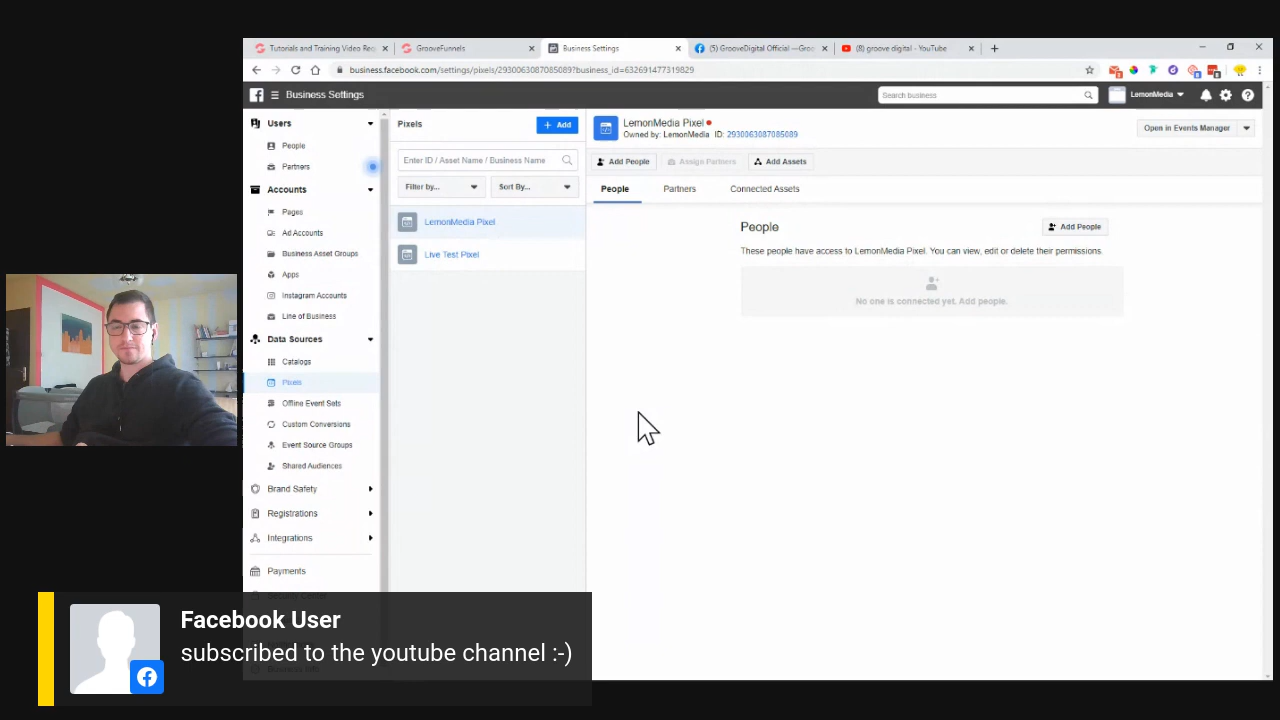 Tutorials and Training Video Req
GrooveFunnels
Business Settings
(5) GrooveDigital Official —Groo
(8) groove digital - YouTube
business.facebook.com/settings/pixels/2930063087085089?business_id=632691477319829
Business Settings
Search business
LemonMedia
Users
People
Partners
Accounts
Pages
Ad Accounts
Business Asset Groups
Apps
Instagram Accounts
Line of Business
Data Sources
Catalogs
Pixels
Offline Event Sets
Custom Conversions
Event Source Groups
Shared Audiences
Brand Safety
Registrations
Integrations
Payments
Pixels
+ Add
Enter ID / Asset Name / Business Name
Filter by...
Sort By...
LemonMedia Pixel
Live Test Pixel
LemonMedia Pixel
Owned by: LemonMedia ID: 2930063087085089
Open in Events Manager
Add People
Assign Partners
Add Assets
People
Partners
Connected Assets
People
Add People
These people have access to LemonMedia Pixel. You can view, edit or delete their permissions.
No one is connected yet. Add people.
Facebook User
subscribed to the youtube channel :-)